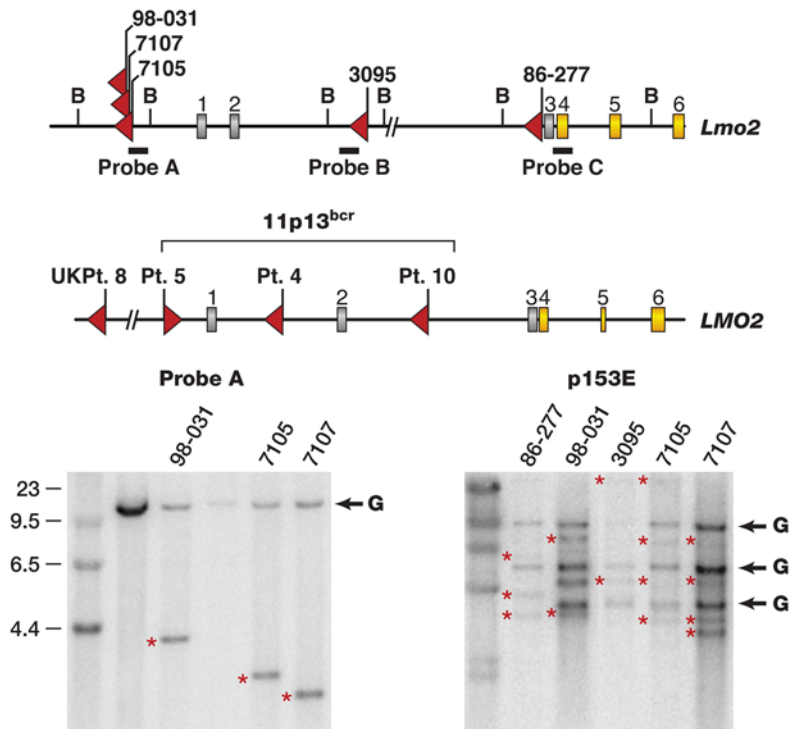 98-031
7107
7105
3095
86-277
B B B B B B
1 2 3 4 5 6
Lmo2
Probe A Probe B Probe C
11p13bcr
UKPt. 8 Pt. 5 Pt. 4 Pt. 10
1 2 3 4 5 6
LMO2
Probe A
98-031 7105 7107
23
9.5
6.5
4.4
G
* * *
p153E
86-277 98-031 3095 7105 7107
* *
G
* * *
*
G
* *
*
G
* * *
* *